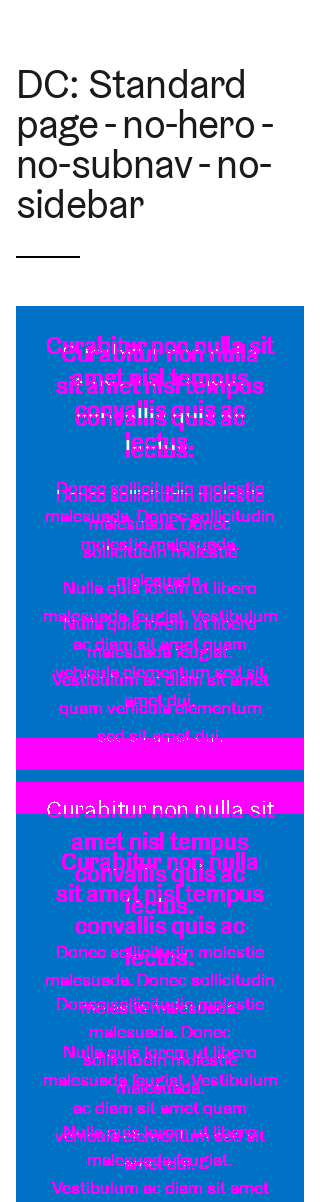 DC: Standard
page - no-hero -
no-subnav - no-
sidebar
Curabitur non nulla sit
Curabitur non nulla
amet nisl tempus
sit amet nisl tempus
convallis quis ac
convallis quis ac
lectus.
lectus.
Donec sollicitudin molestie
Donec sollicitudin molestie
malesuada. Donec sollicitudin
malesuada. Donec
molestie malesuada.
sollicitudin molestie
malesuada.
Nulla quis lorem ut libero
malesuada feugiat. Vestibulum
Nulla quis lorem ut libero
ac diam sit amet quam
malesuada feugiat.
vehicula elementum sed sit
Vestibulum ac diam sit amet
amet dui.
quam vehicula elementum
sed sit amet dui.
Curabitur non nulla sit
amet nisl tempus
Curabitur non nulla
convallis quis ac
sit amet nisl tempus
lectus.
convallis quis ac
Donec sollicitudin molestie
lectus.
malesuada. Donec sollicitudin
Donec sollicitudin molestie
molestie malesuada.
malesuada. Donec
Nulla quis lorem ut libero
sollicitudin molestie
malesuada feugiat. Vestibulum
malesuada.
ac diam sit amet quam
Nulla quis lorem ut libero
vehicula elementum sed sit
malesuada feugiat.
amet dui.
Vestibulum ac diam sit amet